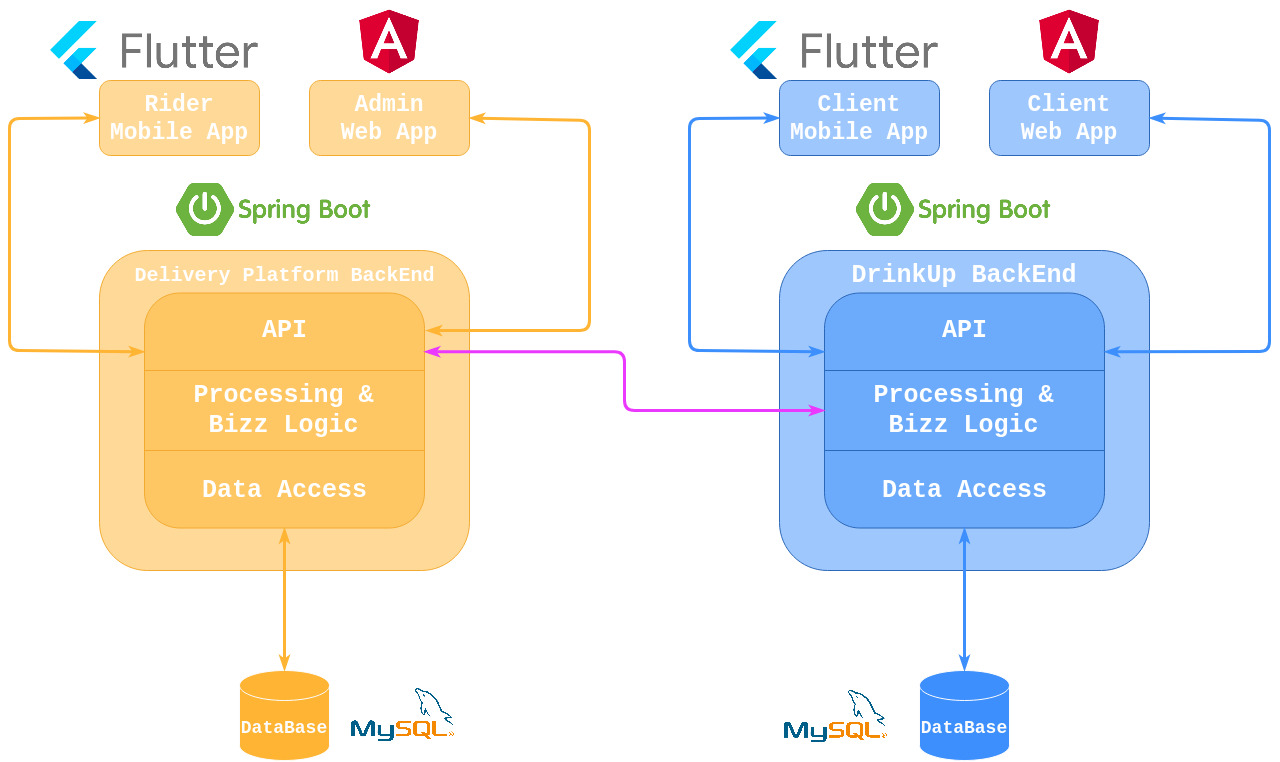 Flutter
Rider
Mobile App
Admin
Web App
Spring Boot
Delivery Platform BackEnd
API
Processing &
Bizz Logic
Data Access
DataBase
MySQL
Flutter
Client
Mobile App
Client
Web App
Spring Boot
DrinkUp BackEnd
API
Processing &
Bizz Logic
Data Access
MySQL
DataBase